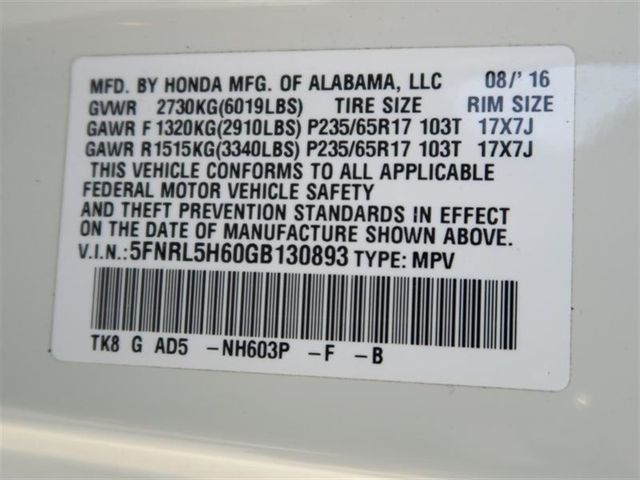 MFD. BY HONDA MFG. OF ALABAMA, LLC 08/'16
GVWR 2730KG(6019LBS) TIRE SIZE RIM SIZE
GAWR F 1320KG(2910LBS) P235/65R17 103T 17X7J
GAWR R1515KG(3340LBS) P235/65R17 103T 17X7J
THIS VEHICLE CONFORMS TO ALL APPLICABLE
FEDERAL MOTOR VEHICLE SAFETY
AND THEFT PREVENTION STANDARDS IN EFFECT
ON DATE OF MANUFACTURE SHOWN ABOVE.
V.I.N.: 5FNRL5H60GB130893 TYPE: MPV
TK8 G AD5 -NH603P -F -B